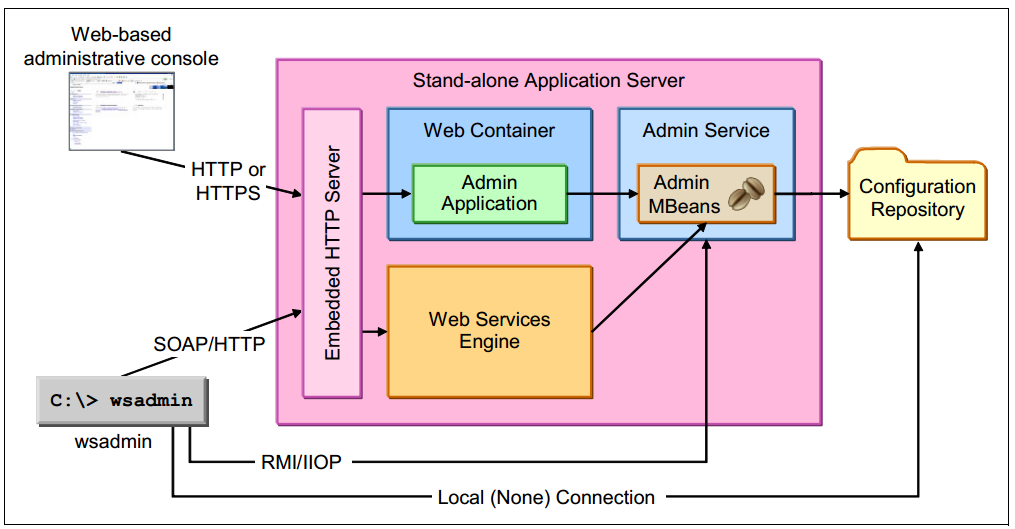 Web-based
administrative console
Stand-alone Application Server
HTTP or
HTTPS
Embedded HTTP Server
Web Container
Admin
Application
Admin Service
Admin
MBeans
Configuration
Repository
Web Services
Engine
SOAP/HTTP
C:\> wsadmin
wsadmin
RMI/IIOP
Local (None) Connection